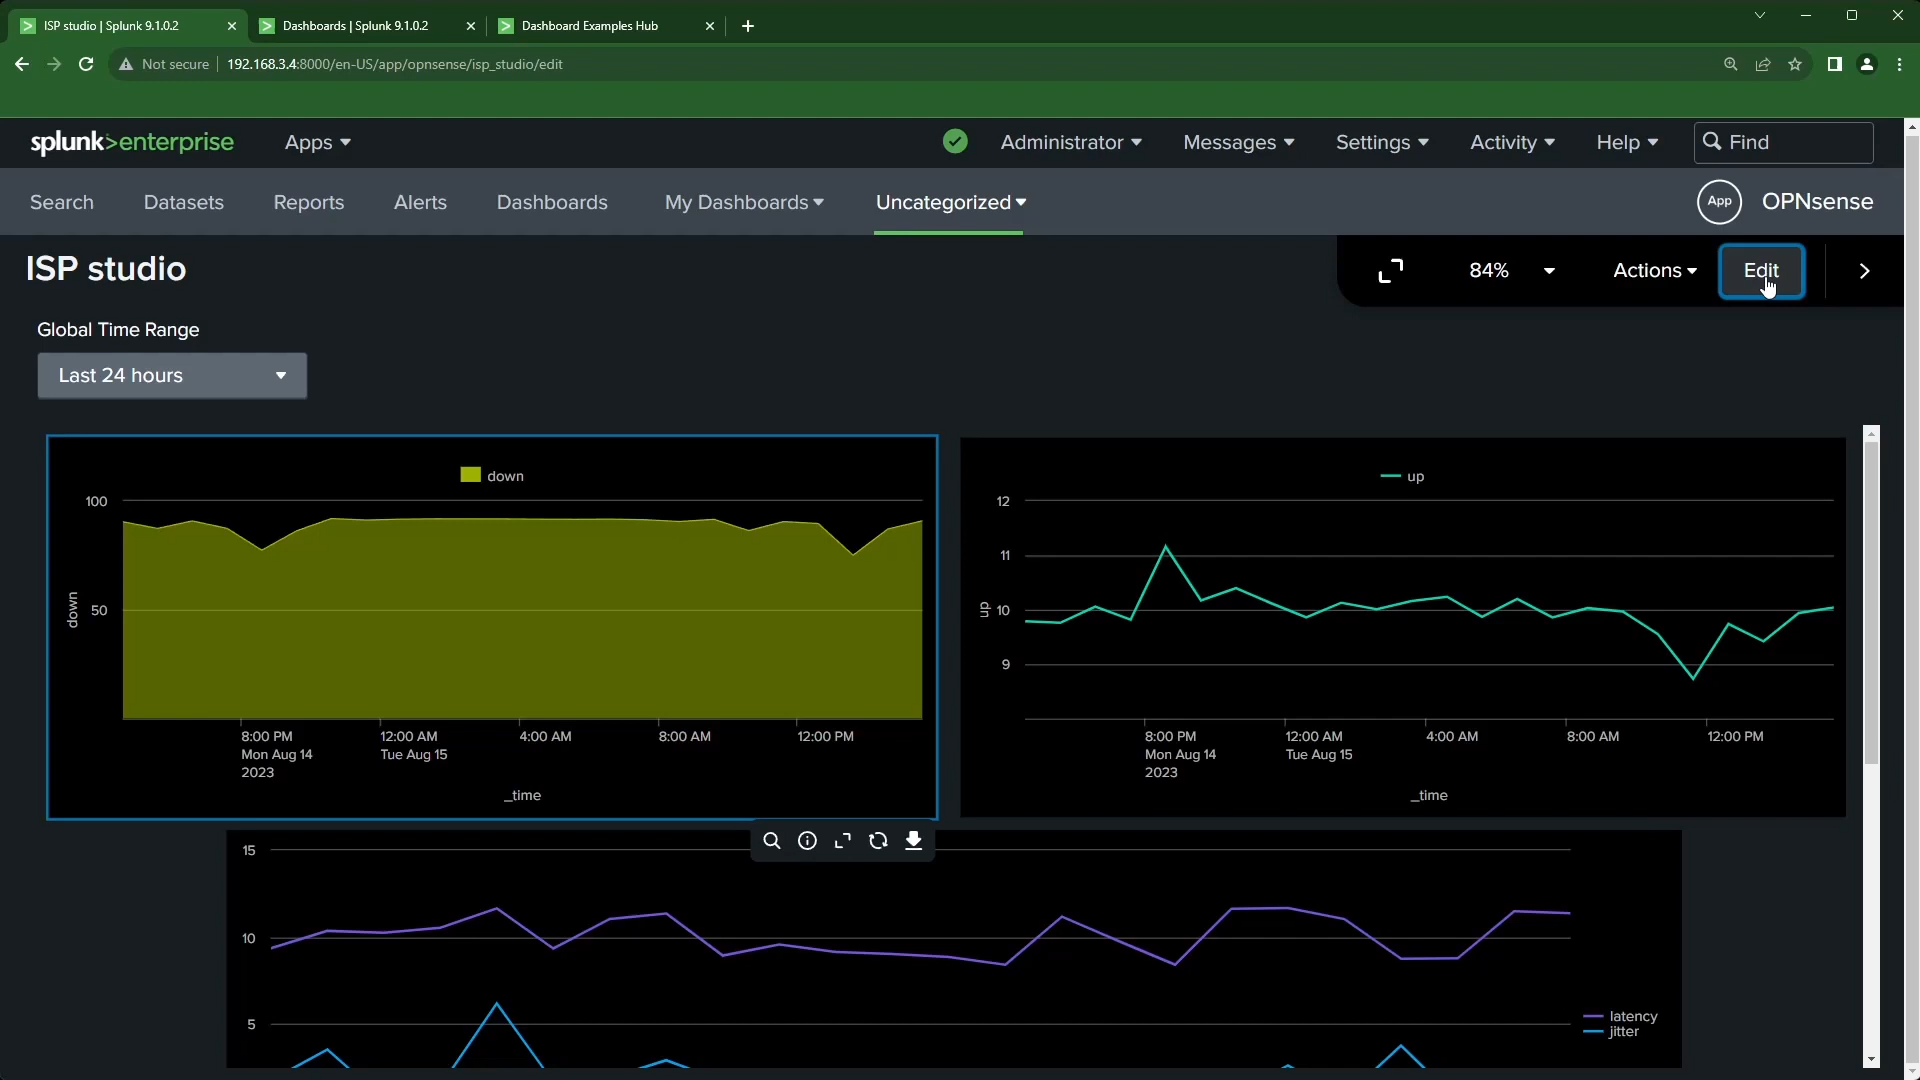 ISP studio | Splunk 9.1.0.2
Dashboards | Splunk 9.1.0.2
Dashboard Examples Hub
Not secure
192.168.3.4:8000/en-US/app/opnsense/isp_studio/edit
splunk>enterprise
Apps
Administrator
Messages
Settings
Activity
Help
Find
Search
Datasets
Reports
Alerts
Dashboards
My Dashboards
Uncategorized
App
OPNsense
ISP studio
84%
Actions
Edit
Global Time Range
Last 24 hours
down
100
50
down
8:00 PM
Mon Aug 14
2023
12:00 AM
Tue Aug 15
4:00 AM
8:00 AM
12:00 PM
_time
up
12
11
10
9
up
8:00 PM
Mon Aug 14
2023
12:00 AM
Tue Aug 15
4:00 AM
8:00 AM
12:00 PM
_time
15
10
5
latency
jitter